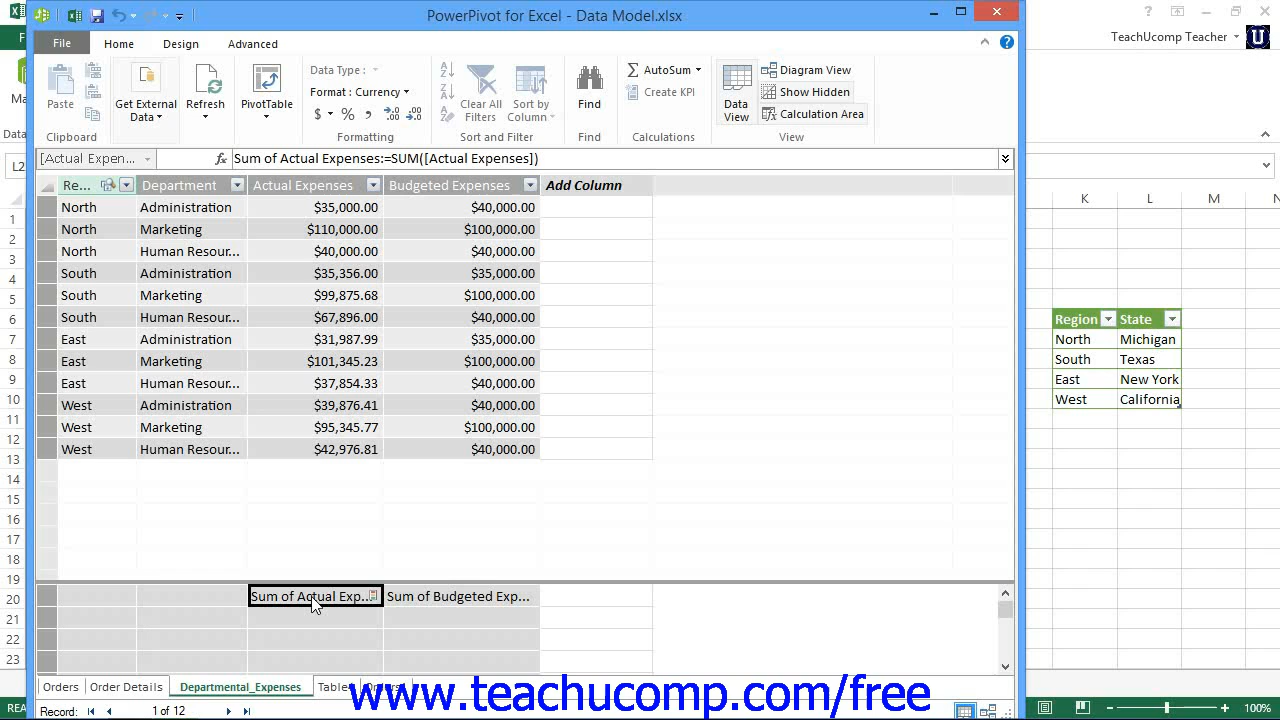 PowerPivot for Excel - Data Model.xlsx
TeachUcomp Teacher
File Home Design Advanced
Paste
Clipboard
Get External Data
Refresh
PivotTable
Data Type :
Format : Currency
$ % ,
Formatting
Clear All Filters
Sort by Column
Sort and Filter
Find
Find
AutoSum
Create KPI
Calculations
Data View
Diagram View
Show Hidden
Calculation Area
View
[Actual Expen... fx Sum of Actual Expenses:=SUM([Actual Expenses])
Re... Department Actual Expenses Budgeted Expenses Add Column
North Administration $35,000.00 $40,000.00
North Marketing $110,000.00 $100,000.00
North Human Resour... $40,000.00 $40,000.00
South Administration $35,356.00 $35,000.00
South Marketing $99,875.68 $100,000.00
South Human Resour... $67,896.00 $40,000.00
East Administration $31,987.99 $35,000.00
East Marketing $101,345.23 $100,000.00
East Human Resour... $37,854.33 $40,000.00
West Administration $39,876.41 $40,000.00
West Marketing $95,345.77 $100,000.00
West Human Resour... $42,976.81 $40,000.00
Sum of Actual Exp... Sum of Budgeted Exp...
Orders Order Details Departmental_Expenses
Record: 1 of 12
www.teachucomp.com/free
K L M N
Region State
North Michigan
South Texas
East New York
West California
1
2
3
4
5
6
7
8
9
10
11
12
13
14
15
16
17
18
19
20
21
22
23
L2
REA
100%